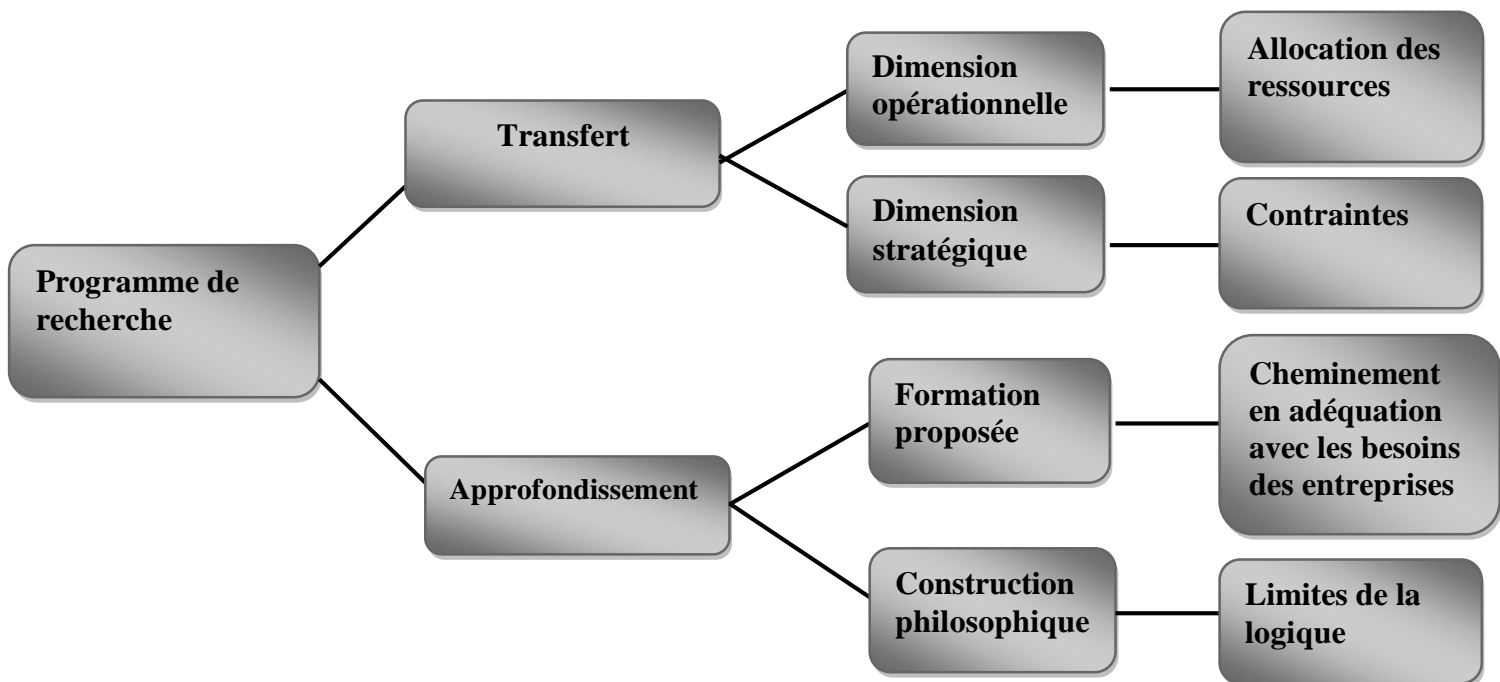 Programme de
recherche
Transfert
Dimension
opérationnelle
Allocation des
ressources
Dimension
stratégique
Contraintes
Approfondissement
Formation
proposée
Cheminement
en adéquation
avec les besoins
des entreprises
Construction
philosophique
Limites de la
logique